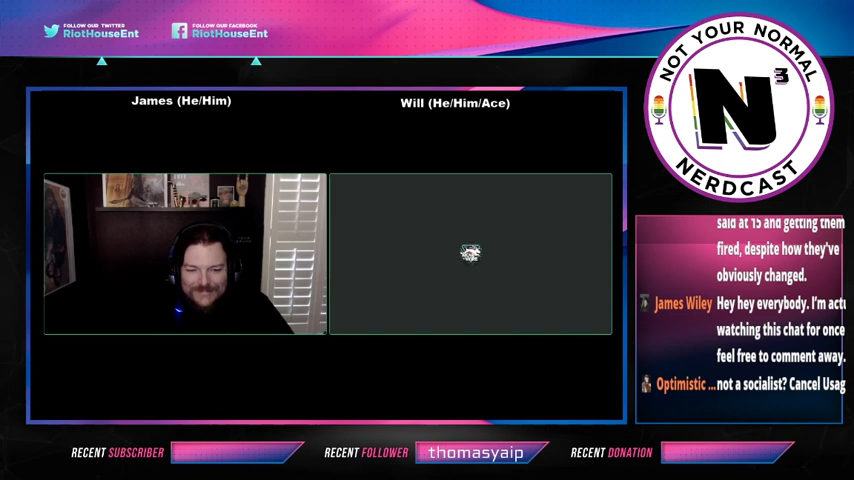 FOLLOW OUR TWITTER
RiotHouseEnt
FOLLOW OUR FACEBOOK
RiotHouseEnt
NOT YOUR NORMAL
N3
NERDCAST
James (He/Him)
Will (He/Him/Ace)
said at 15 and getting them
fired, despite how they've
obviously changed.
James Wiley Hey hey everybody. I'm actu
watching this chat for once
feel free to comment away.
Optimistic ... not a socialist? Cancel Usag
RECENT SUBSCRIBER
RECENT FOLLOWER thomasyaip
RECENT DONATION